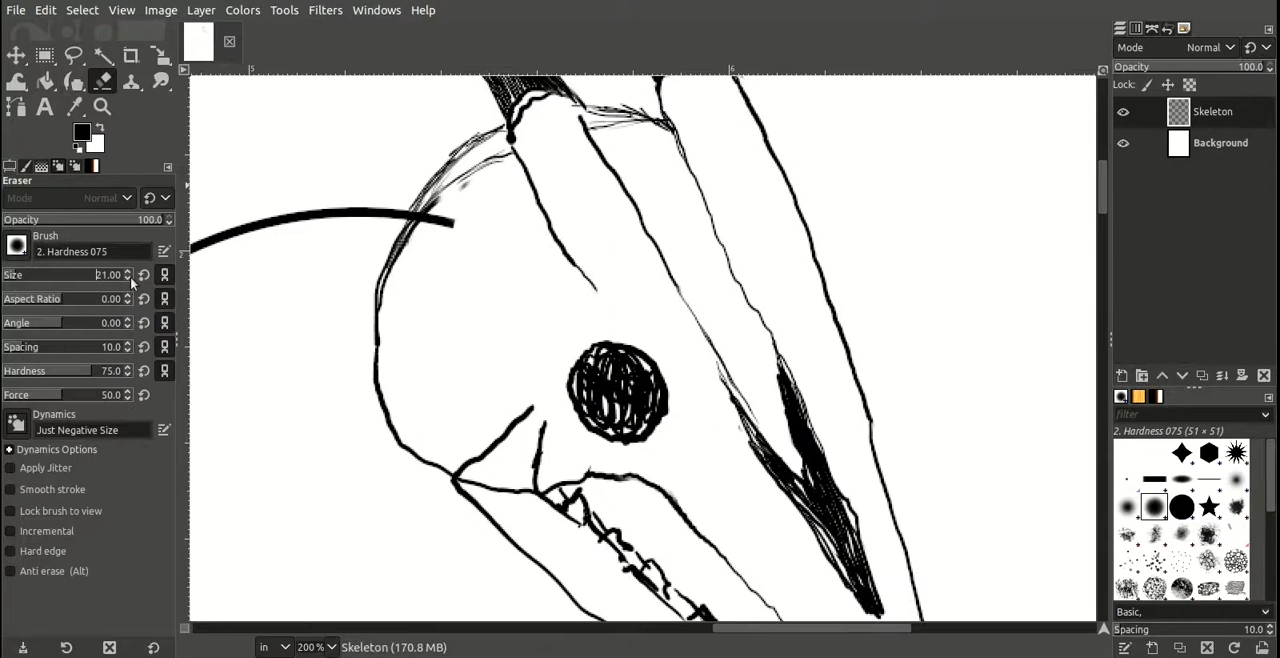 File Edit Select View Image Layer Colors Tools Filters Windows Help
5 6
2
A
Eraser
Mode Normal
Opacity 100.0
Brush
2. Hardness 075
Size 21.00
Aspect Ratio 0.00
Angle 0.00
Spacing 10.0
Hardness 75.0
Force 50.0
Dynamics
Just Negative Size
Dynamics Options
Apply Jitter
Smooth stroke
Lock brush to view
Incremental
Hard edge
Anti erase (Alt)
in 200% Skeleton (170.8 MB)
Mode Normal
Opacity 100.0
Lock:
Skeleton
Background
filter
2. Hardness 075 (51 × 51)
Basic,
Spacing 10.0